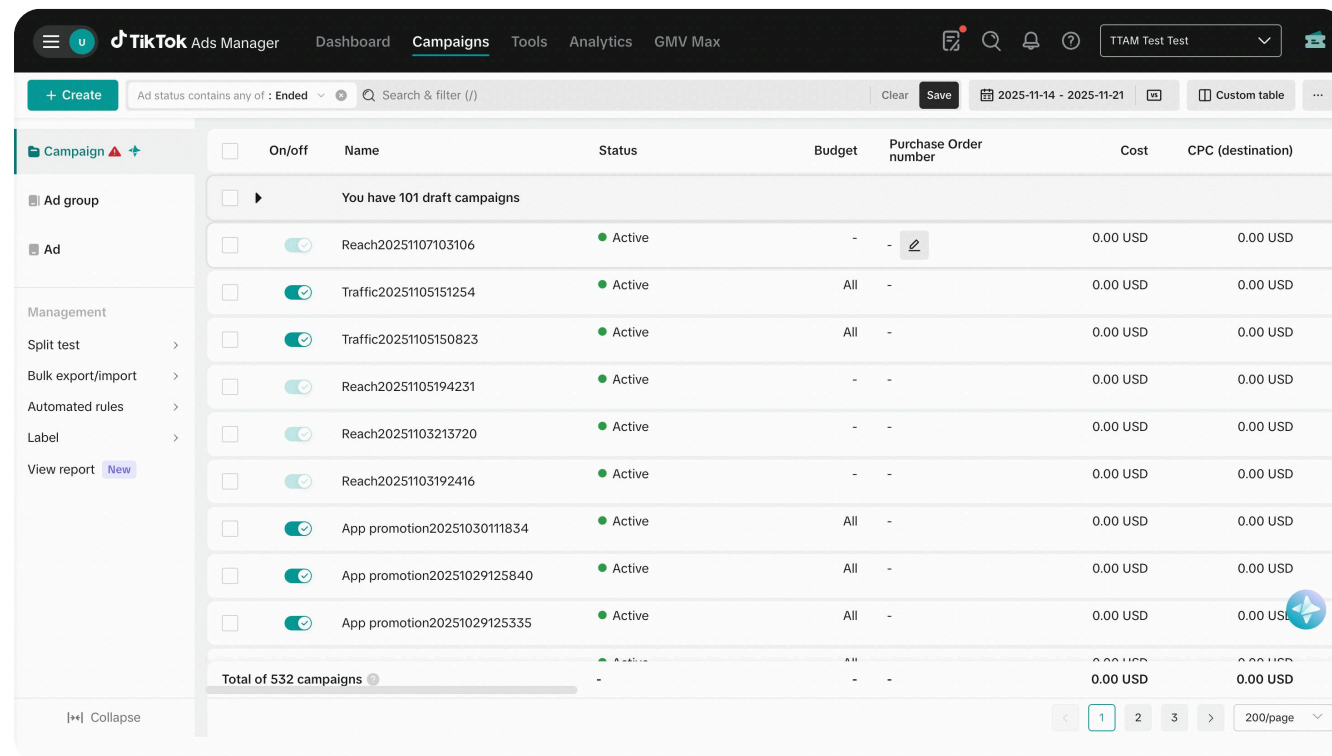 U TikTok Ads Manager Dashboard Campaigns Tools Analytics GMV Max TTAM Test Test
+ Create Ad status contains any of : Ended Search & filter (/) Clear Save 2025-11-14 - 2025-11-21 VS Custom table ...
Campaign
Ad group
Ad
Management
Split test
Bulk export/import
Automated rules
Label
View report New
Collapse
On/off Name Status Budget Purchase Order number Cost CPC (destination)
You have 101 draft campaigns
Reach20251107103106 Active - - 0.00 USD 0.00 USD
Traffic20251105151254 Active All - 0.00 USD 0.00 USD
Traffic20251105150823 Active All - 0.00 USD 0.00 USD
Reach20251105194231 Active - - 0.00 USD 0.00 USD
Reach20251103213720 Active - - 0.00 USD 0.00 USD
Reach20251103192416 Active - - 0.00 USD 0.00 USD
App promotion20251030111834 Active All - 0.00 USD 0.00 USD
App promotion20251029125840 Active All - 0.00 USD 0.00 USD
App promotion20251029125335 Active All - 0.00 USD 0.00
Total of 532 campaigns - - - 0.00 USD 0.00 USD
1 2 3 200/page